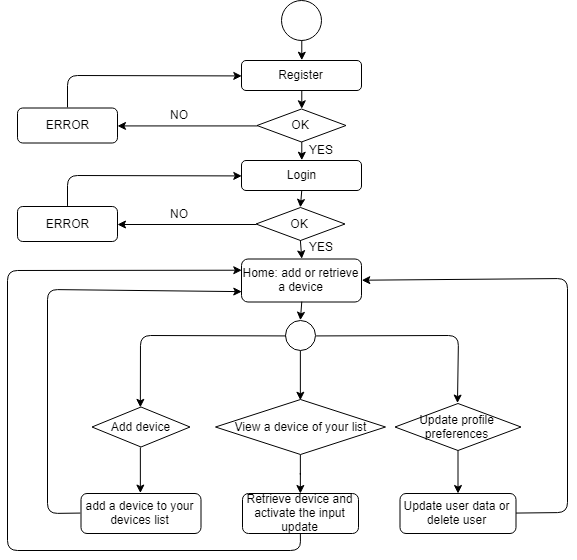 Register
NO
ERROR
OK
YES
Login
NO
ERROR
OK
YES
Home: add or retrieve
a device
Add device
View a device of your list
Update profile
preferences
add a device to your
devices list
Retrieve device and
activate the input
update
Update user data or
delete user